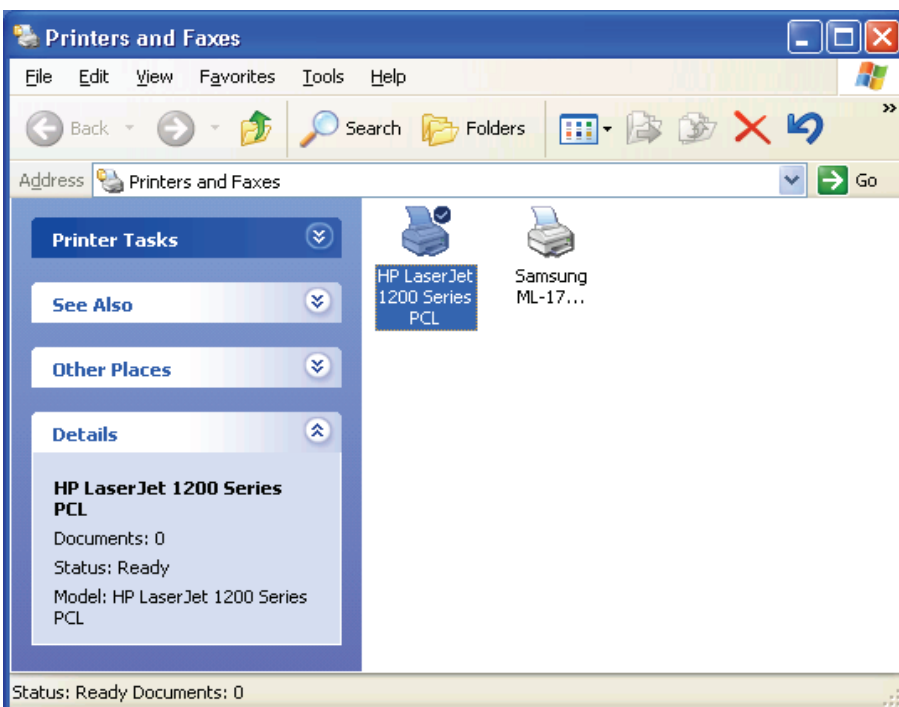 Printers and Faxes
File Edit View Favorites Tools Help
Back Search Folders »
Address Printers and Faxes Go
Printer Tasks
See Also
Other Places
Details
HP LaserJet 1200 Series
PCL
Documents: 0
Status: Ready
Model: HP LaserJet 1200 Series
PCL
HP LaserJet
1200 Series
PCL
Samsung
ML-17...
Status: Ready Documents: 0